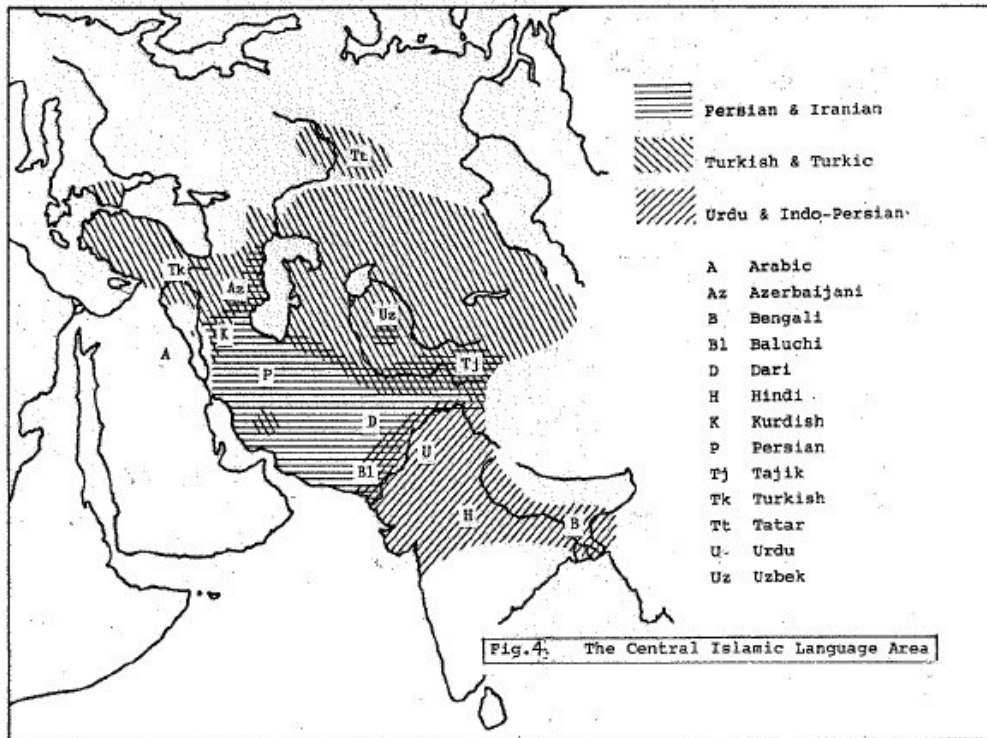 Persian & Iranian
Turkish & Turkic
Urdu & Indo-Persian
A Arabic
Az Azerbaijani
B Bengali
Bl Baluchi
D Dari
H Hindi
K Kurdish
P Persian
Tj Tajik
Tk Turkish
Tt Tatar
U Urdu
Uz Uzbek
Tt
Tk
Az
Uz
K
Tj
A
P
D
U
Bl
H
B
Fig.4. The Central Islamic Language Area